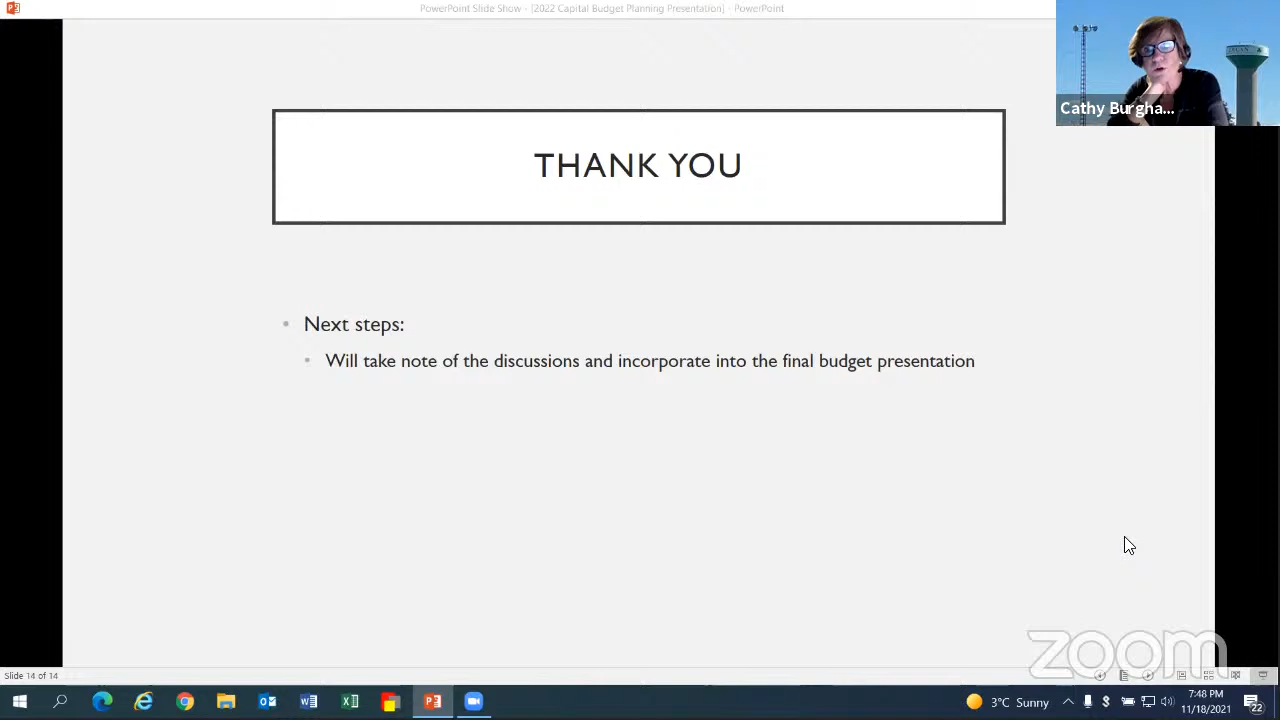 PowerPoint Slide Show - [2022 Capital Budget Planning Presentation] - PowerPoint
Cathy Burgha...
THANK YOU
Next steps:
Will take note of the discussions and incorporate into the final budget presentation
zoom
Slide 14 of 14
3°C Sunny
7:48 PM
11/18/2021
22